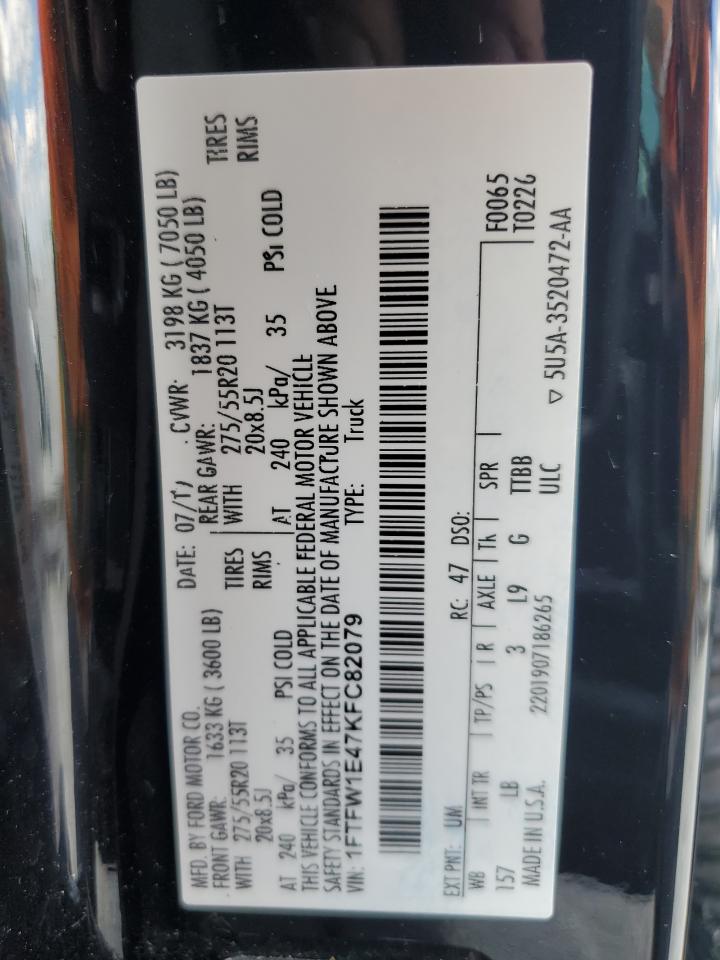 MFD. BY FORD MOTOR CO.
DATE: GVWR: 3198 KG ( 7050 LB)
FRONT GAWR: 1633 KG ( 3600 LB)
REAR GAWR: 1837 KG ( 4050 LB)
WITH 275/55R20 113T TIRES
WITH 275/55R20 113T TIRES
20x8.5J RIMS
20x8.5J RIMS
AT 240 kPa/ 35 PSI COLD
AT 240 kPa/ 35 PSI COLD
THIS VEHICLE CONFORMS TO ALL APPLICABLE FEDERAL MOTOR VEHICLE
SAFETY STANDARDS IN EFFECT ON THE DATE OF MANUFACTURE SHOWN ABOVE
VIN: 1FTFW1E47KFC82079
TYPE: Truck
EXT PNT: UM RC: 47 DSO:
WB INT TR TP/PS R AXLE TR SPR F0065
157 LB 3 L9 G TTBB T0226
ULC
MADE IN U.S.A. 2201907186265
▽ 5U5A-3520472-AA